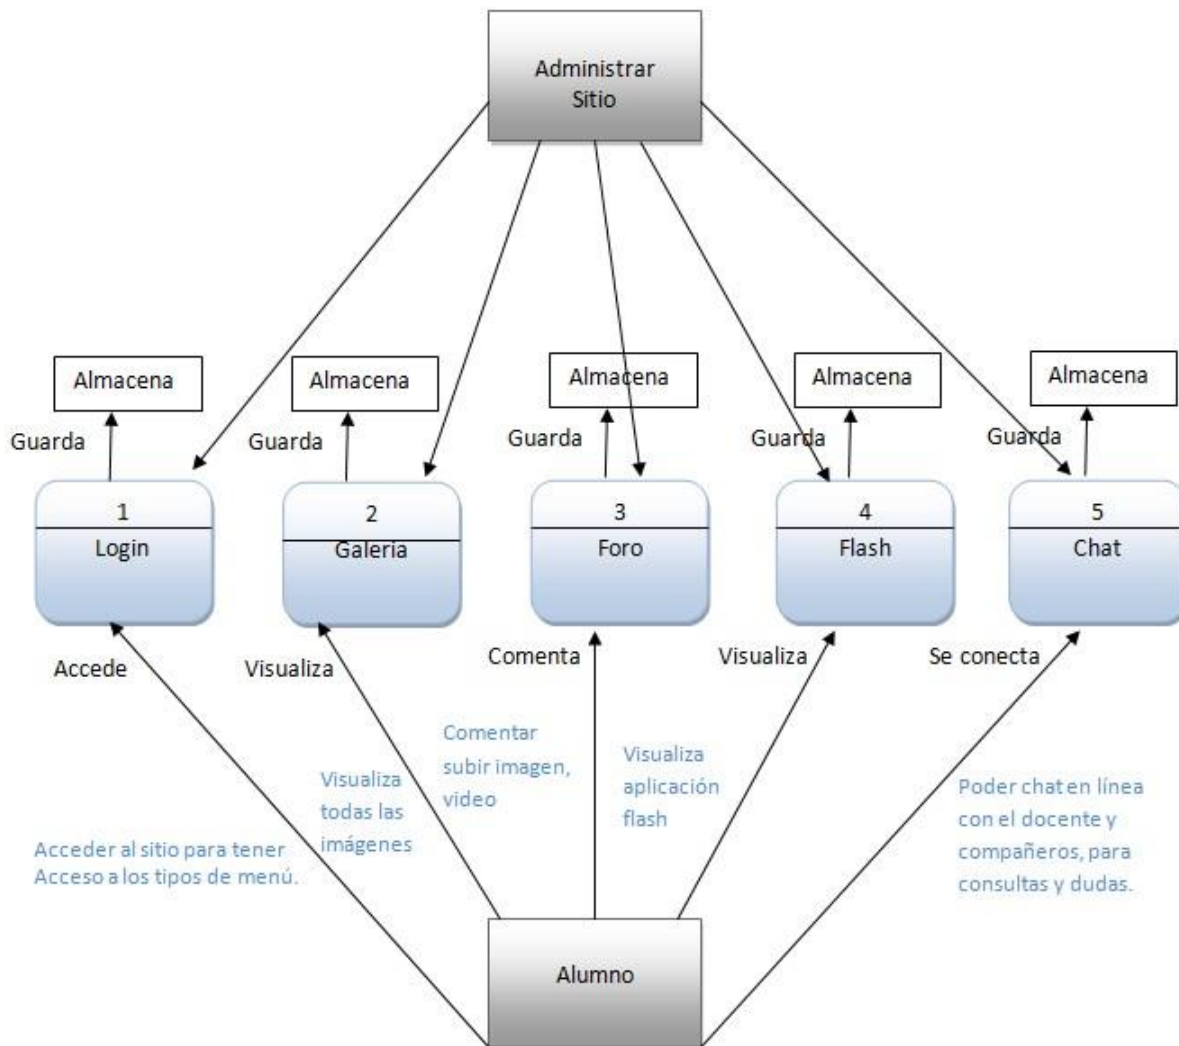 Administrar
Sitio
Almacena
Almacena
Almacena
Almacena
Almacena
Guarda
Guarda
Guarda
Guarda
Guarda
1
Login
2
Galeria
3
Foro
4
Flash
5
Chat
Accede
Visualiza
Comenta
Visualiza
Se conecta
Acceder al sitio para tener
Acceso a los tipos de menú.
Visualiza
todas las
imágenes
Comentar
subir imagen,
video
Visualiza
aplicación
flash
Poder chat en línea
con el docente y
compañeros, para
consultas y dudas.
Alumno